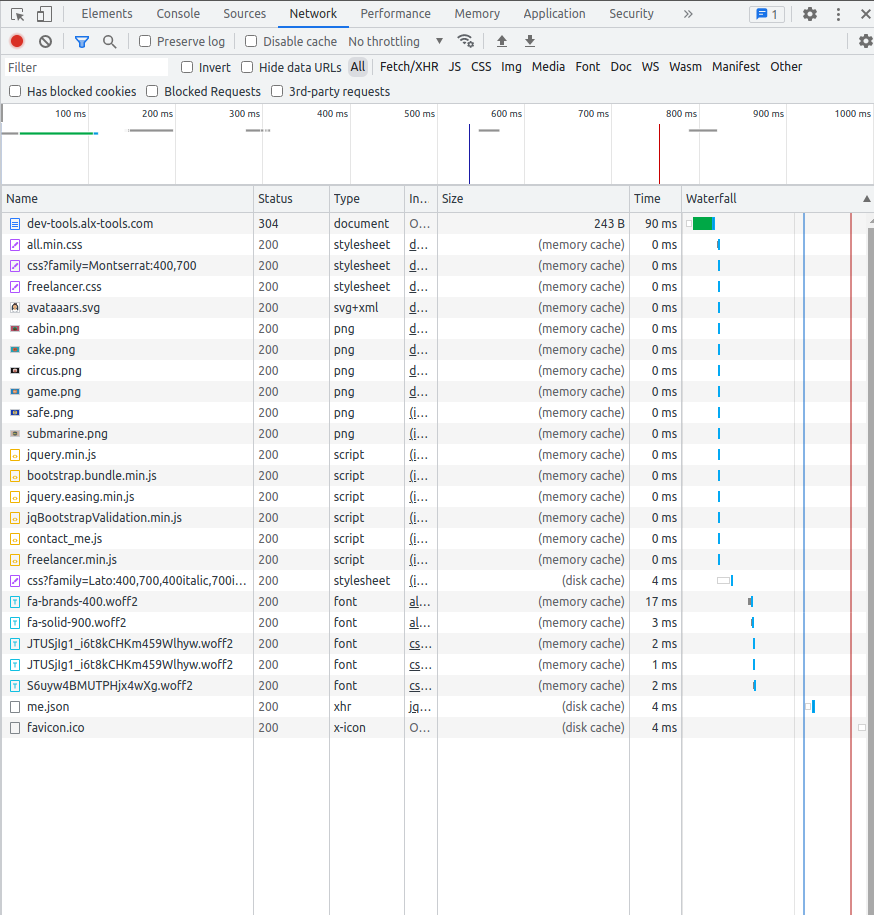 Elements Console Sources Network Performance Memory Application Security » 1
Preserve log Disable cache No throttling
Filter Invert Hide data URLs All Fetch/XHR JS CSS Img Media Font Doc WS Wasm Manifest Other
Has blocked cookies Blocked Requests 3rd-party requests
100 ms 200 ms 300 ms 400 ms 500 ms 600 ms 700 ms 800 ms 900 ms 1000 ms
Name Status Type In… Size Time Waterfall
dev-tools.alx-tools.com 304 document O… 243 B 90 ms
all.min.css 200 stylesheet d… (memory cache) 0 ms
css?family=Montserrat:400,700 200 stylesheet d… (memory cache) 0 ms
freelancer.css 200 stylesheet d… (memory cache) 0 ms
avataaars.svg 200 svg+xml d… (memory cache) 0 ms
cabin.png 200 png d… (memory cache) 0 ms
cake.png 200 png d… (memory cache) 0 ms
circus.png 200 png d… (memory cache) 0 ms
game.png 200 png d… (memory cache) 0 ms
safe.png 200 png (i… (memory cache) 0 ms
submarine.png 200 png (i… (memory cache) 0 ms
jquery.min.js 200 script (i… (memory cache) 0 ms
bootstrap.bundle.min.js 200 script (i… (memory cache) 0 ms
jquery.easing.min.js 200 script (i… (memory cache) 0 ms
jqBootstrapValidation.min.js 200 script (i… (memory cache) 0 ms
contact_me.js 200 script (i… (memory cache) 0 ms
freelancer.min.js 200 script (i… (memory cache) 0 ms
css?family=Lato:400,700,400italic,700i… 200 stylesheet (i… (disk cache) 4 ms
fa-brands-400.woff2 200 font al… (memory cache) 17 ms
fa-solid-900.woff2 200 font al… (memory cache) 3 ms
JTUSjIg1_i6t8kCHKm459Wlhyw.woff2 200 font cs… (memory cache) 2 ms
JTUSjIg1_i6t8kCHKm459Wlhyw.woff2 200 font cs… (memory cache) 1 ms
S6uyw4BMUTPHjx4wXg.woff2 200 font cs… (memory cache) 2 ms
me.json 200 xhr jq… (disk cache) 4 ms
favicon.ico 200 x-icon O… (disk cache) 4 ms